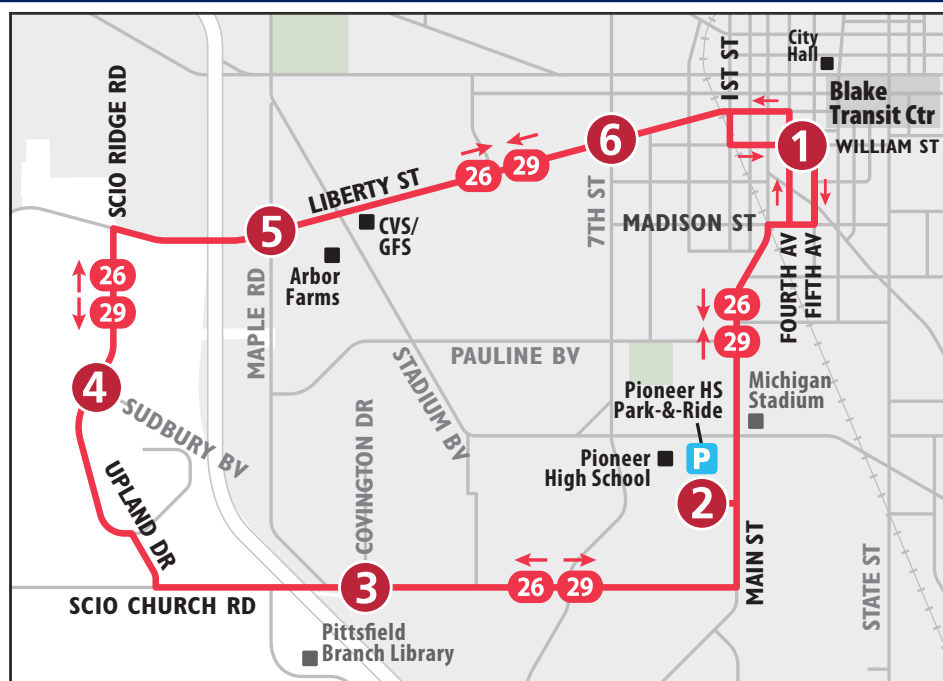 City
Hall
Blake
Transit Ctr
1ST ST
1
WILLIAM ST
6
SCIO RIDGE RD
29
26
LIBERTY ST
7TH ST
5
CVS/
GFS
MADISON ST
Arbor
Farms
FOURTH AV
FIFTH AV
26
29
26
29
MAPLE RD
PAULINE BV
STADIUM BV
4
SUDBURY BV
Pioneer HS
Park-&-Ride
Michigan
Stadium
P
Pioneer
High School
COVINGTON DR
UPLAND DR
2
MAIN ST
STATE ST
3
26
29
SCIO CHURCH RD
Pittsfield
Branch Library